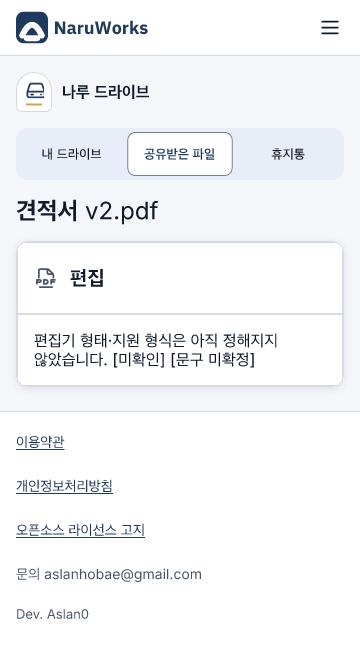 NaruWorks
나루 드라이브
내 드라이브
공유받은 파일
휴지통
견적서 v2.pdf
PDF
편집
편집기 형태·지원 형식은 아직 정해지지
않았습니다. [미확인] [문구 미확정]
이용약관
개인정보처리방침
오픈소스 라이선스 고지
문의 aslanhobae@gmail.com
Dev. Aslan0